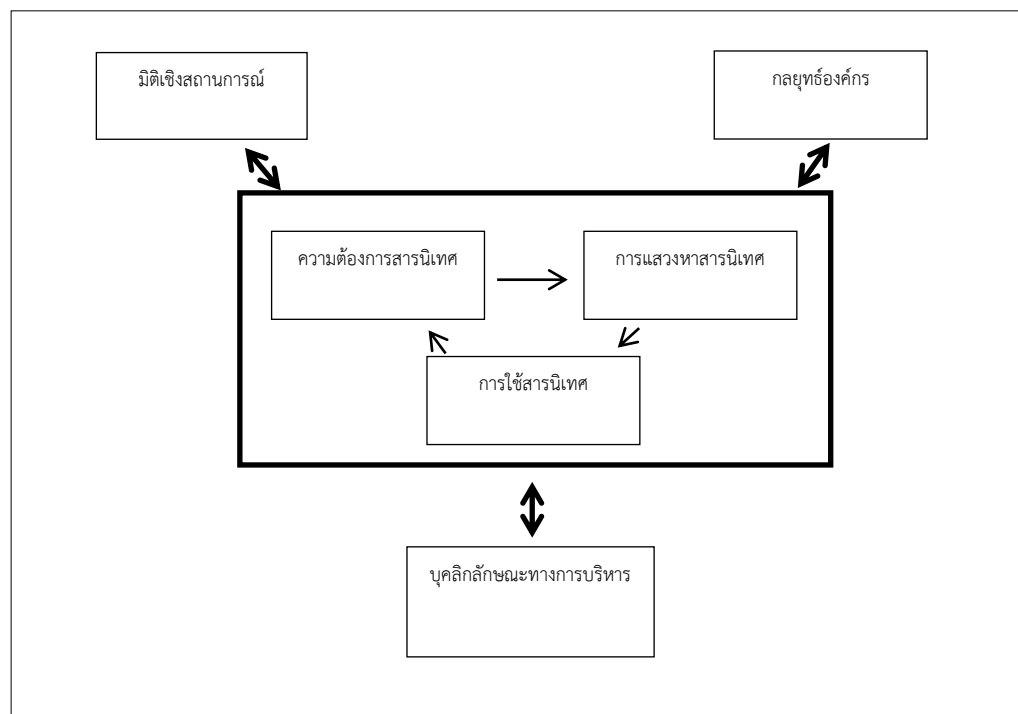 มิติเชิงสถานการณ์
กลยุทธ์องค์กร
ความต้องการสารนิเทศ
การแสวงหาสารนิเทศ
การใช้สารนิเทศ
บุคลิกลักษณะทางการบริหาร